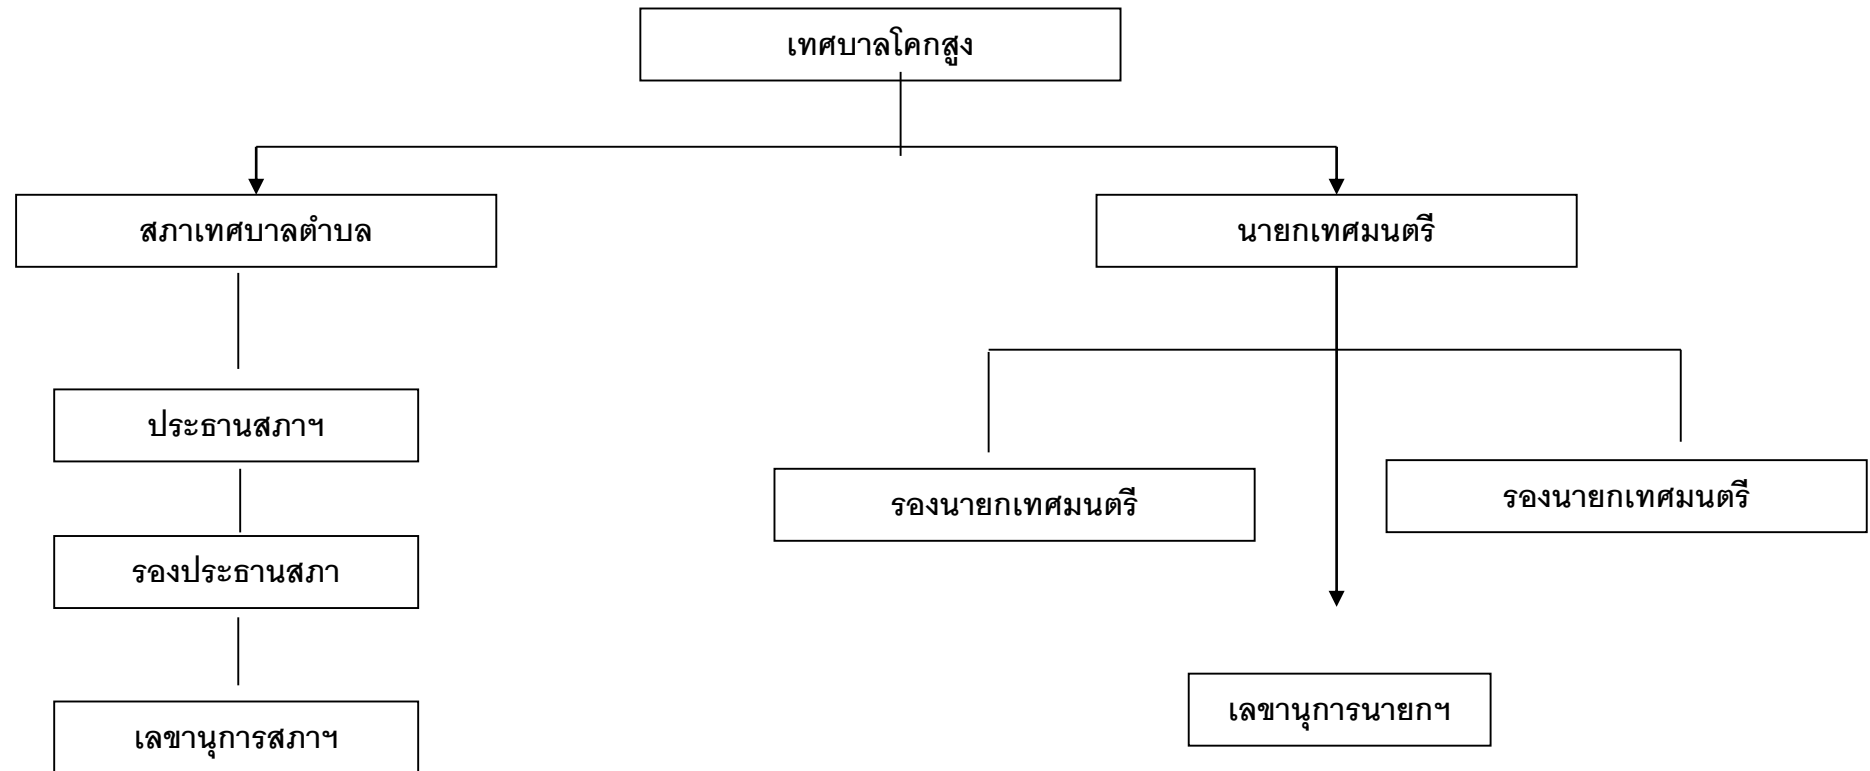 เทศบาลโคกสูง
สภาเทศบาลตำบล
นายกเทศมนตรี
ประธานสภาฯ
รองนายกเทศมนตรี
รองนายกเทศมนตรี
รองประธานสภา
เลขานุการนายกฯ
เลขานุการสภาฯ